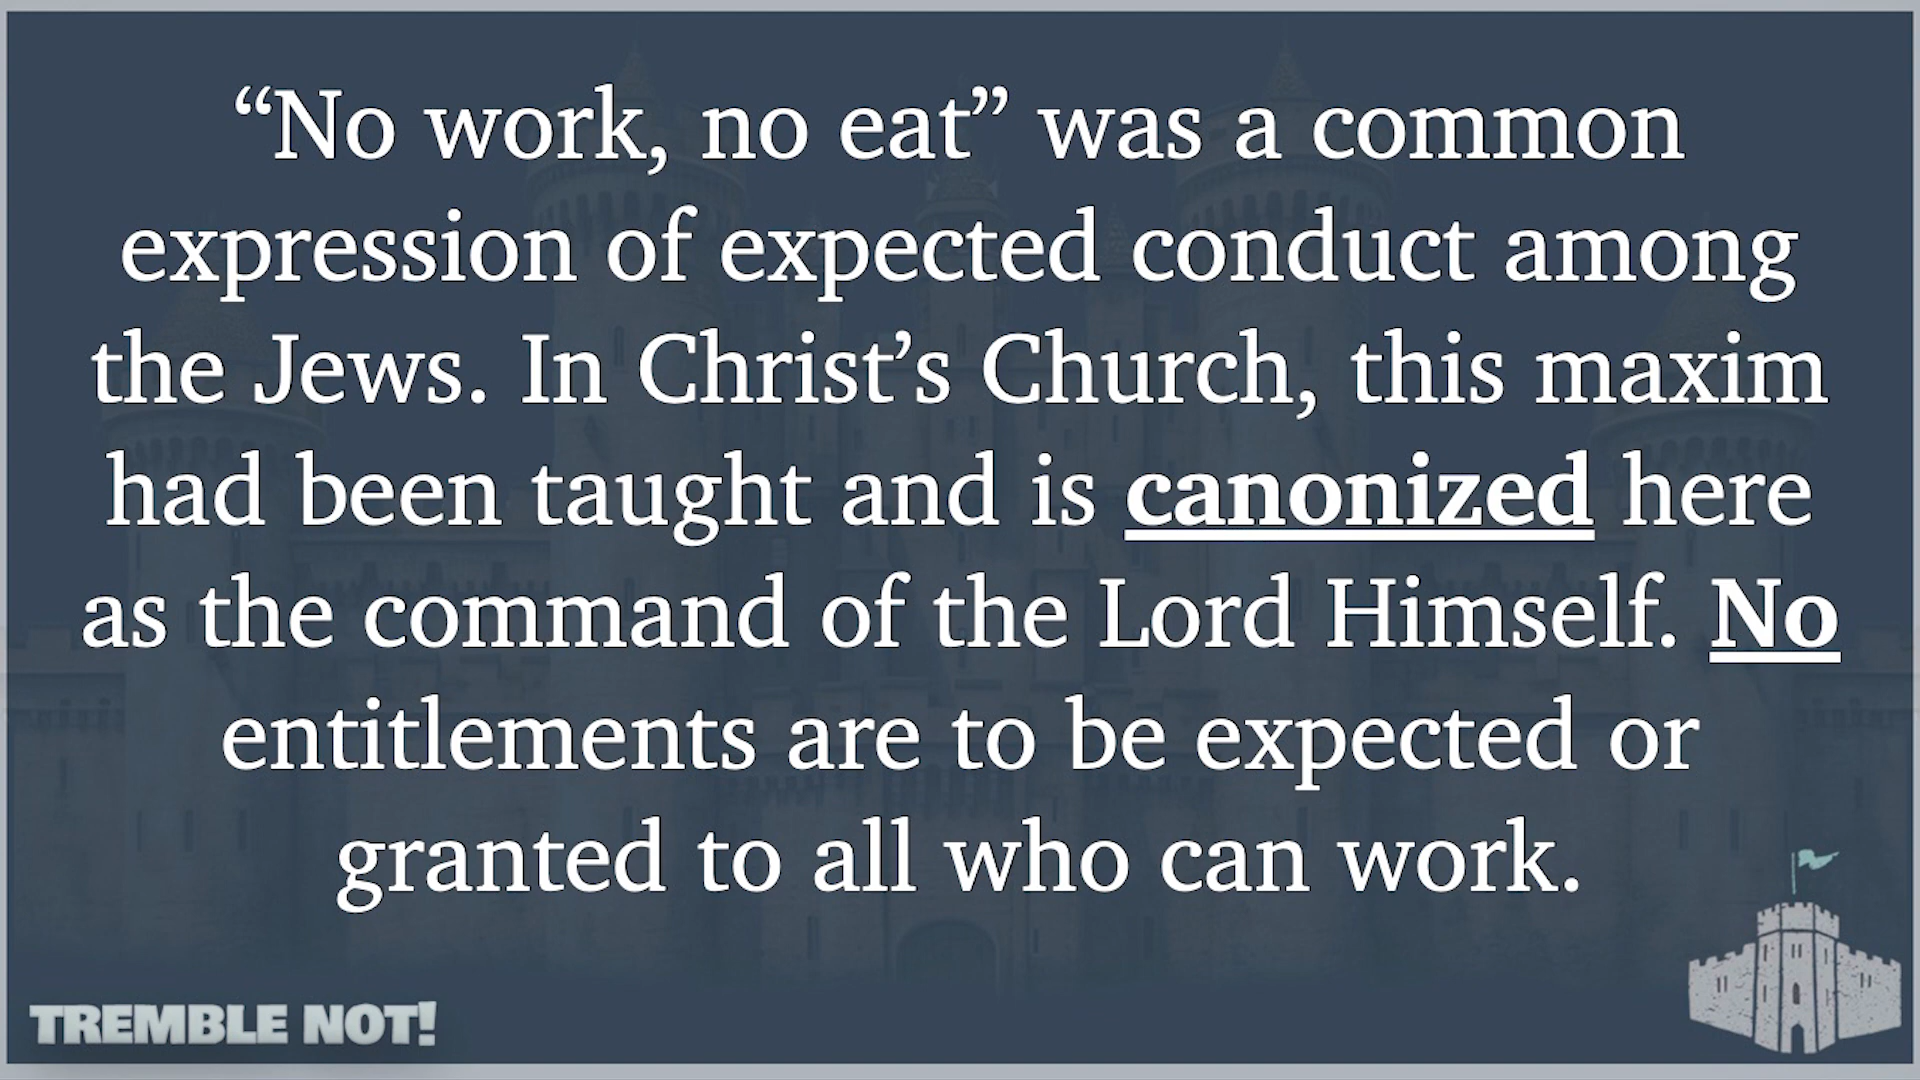 “No work, no eat” was a common
expression of expected conduct among
the Jews. In Christ’s Church, this maxim
had been taught and is canonized here
as the command of the Lord Himself. No
entitlements are to be expected or
granted to all who can work.
TREMBLE NOT!